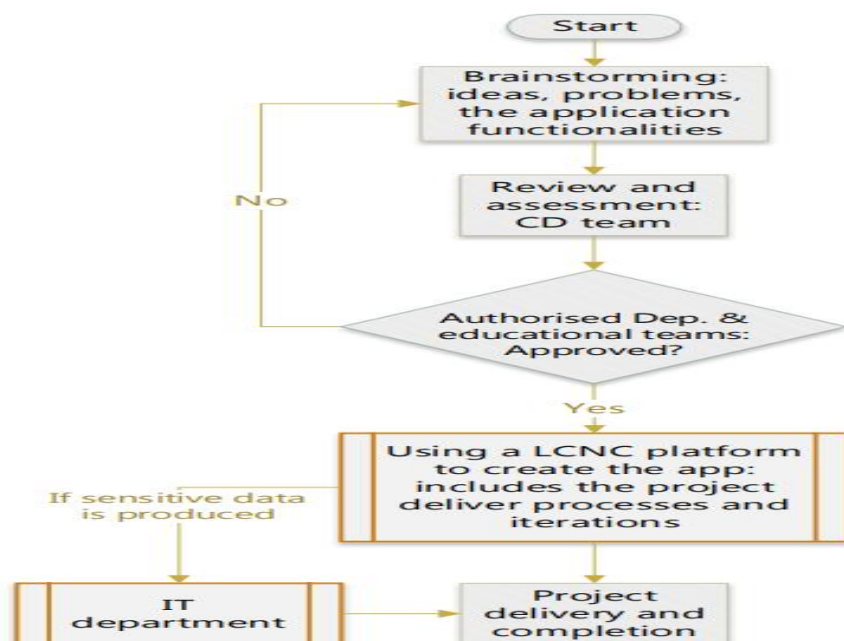 Start
Brainstorming:
ideas, problems,
the application
functionalities
No
Review and
assessment:
CD team
Authorised Dep. &
educational teams:
Approved?
Yes
Using a LCNC platform
to create the app:
includes the project
deliver processes and
iterations
If sensitive data
is produced
IT
department
Project
delivery and
completion